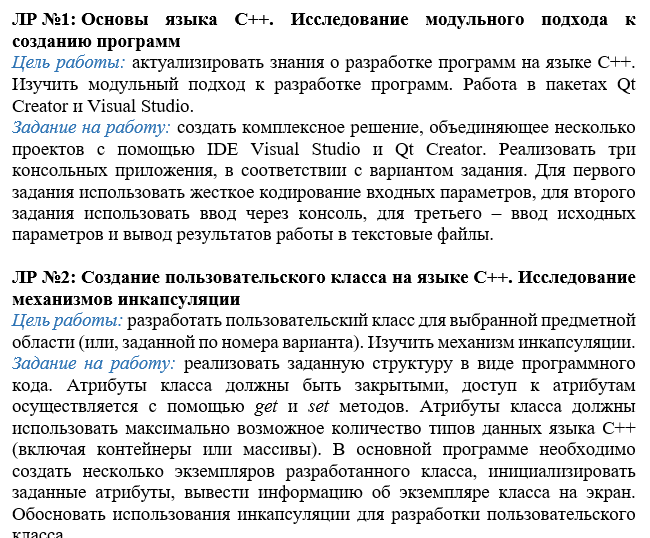 ЛР №1: Основы языка С++. Исследование модульного подхода к
созданию программ
Цель работы: актуализировать знания о разработке программ на языке С++.
Изучить модульный подход к разработке программ. Работа в пакетах Qt
Creator и Visual Studio.
Задание на работу: создать комплексное решение, объединяющее несколько
проектов с помощью IDE Visual Studio и Qt Creator. Реализовать три
консольных приложения, в соответствии с вариантом задания. Для первого
задания использовать жесткое кодирование входных параметров, для второго
задания использовать ввод через консоль, для третьего – ввод исходных
параметров и вывод результатов работы в текстовые файлы.
ЛР №2: Создание пользовательского класса на языке С++. Исследование
механизмов инкапсуляции
Цель работы: разработать пользовательский класс для выбранной предметной
области (или, заданной по номера варианта). Изучить механизм инкапсуляции.
Задание на работу: реализовать заданную структуру в виде программного
кода. Атрибуты класса должны быть закрытыми, доступ к атрибутам
осуществляется с помощью get и set методов. Атрибуты класса должны
использовать максимально возможное количество типов данных языка С++
(включая контейнеры или массивы). В основной программе необходимо
создать несколько экземпляров разработанного класса, инициализировать
заданные атрибуты, вывести информацию об экземпляре класса на экран.
Обосновать использования инкапсуляции для разработки пользовательского
класса